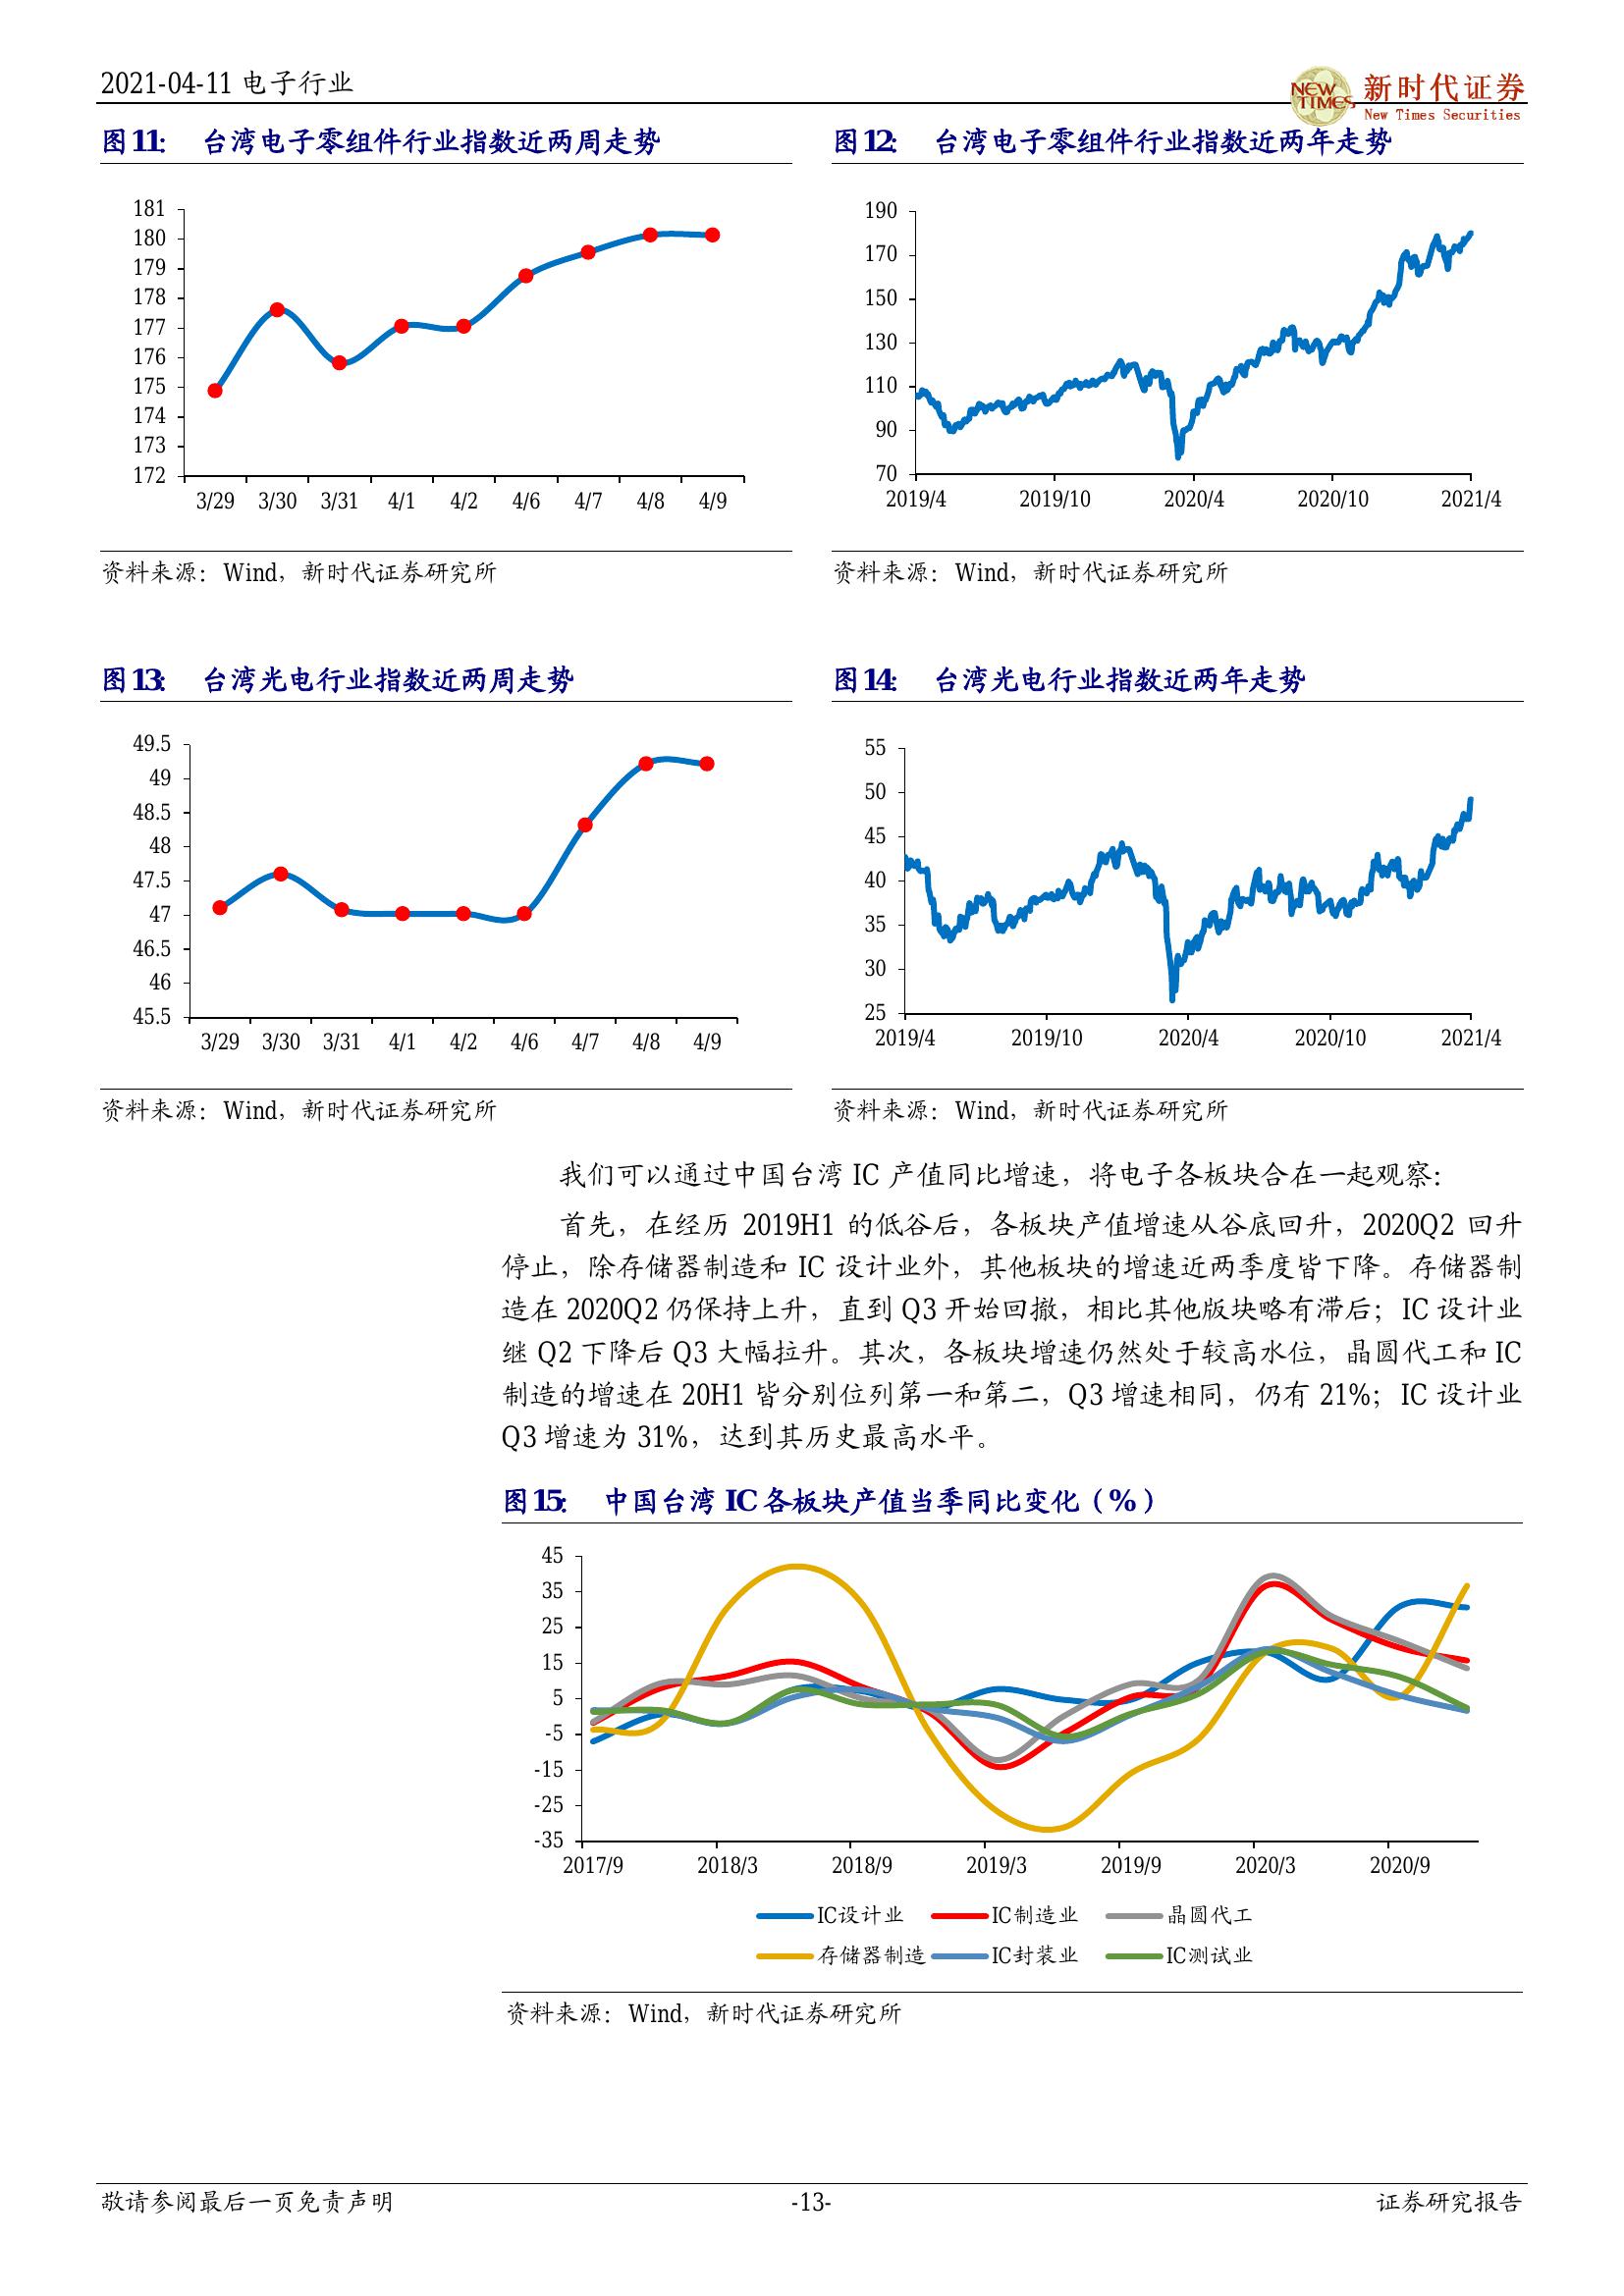 2021-04-11 电子行业
NEW TIMES 新时代证券
New Times Securities
图11： 台湾电子零组件行业指数近两周走势
181
180
179
178
177
176
175
174
173
172
3/29 3/30 3/31 4/1 4/2 4/6 4/7 4/8 4/9
资料来源：Wind，新时代证券研究所
图12： 台湾电子零组件行业指数近两年走势
190
170
150
130
110
90
70
2019/4 2019/10 2020/4 2020/10 2021/4
资料来源：Wind，新时代证券研究所
图13： 台湾光电行业指数近两周走势
49.5
49
48.5
48
47.5
47
46.5
46
45.5
3/29 3/30 3/31 4/1 4/2 4/6 4/7 4/8 4/9
资料来源：Wind，新时代证券研究所
图14： 台湾光电行业指数近两年走势
55
50
45
40
35
30
25
2019/4 2019/10 2020/4 2020/10 2021/4
资料来源：Wind，新时代证券研究所
我们可以通过中国台湾 IC 产值同比增速，将电子各板块合在一起观察：
首先，在经历 2019H1 的低谷后，各板块产值增速从谷底回升，2020Q2 回升
停止，除存储器制造和 IC 设计业外，其他板块的增速近两季度皆下降。存储器制
造在 2020Q2 仍保持上升，直到 Q3 开始回撤，相比其他版块略有滞后；IC 设计业
继 Q2 下降后 Q3 大幅拉升。其次，各板块增速仍然处于较高水位，晶圆代工和 IC
制造的增速在 20H1 皆分别位列第一和第二，Q3 增速相同，仍有 21%；IC 设计业
Q3 增速为 31%，达到其历史最高水平。
图15： 中国台湾 IC 各板块产值当季同比变化（%）
45
35
25
15
5
-5
-15
-25
-35
2017/9 2018/3 2018/9 2019/3 2019/9 2020/3 2020/9
IC设计业 IC制造业 晶圆代工
存储器制造 IC封装业 IC测试业
资料来源：Wind，新时代证券研究所
敬请参阅最后一页免责声明 -13- 证券研究报告